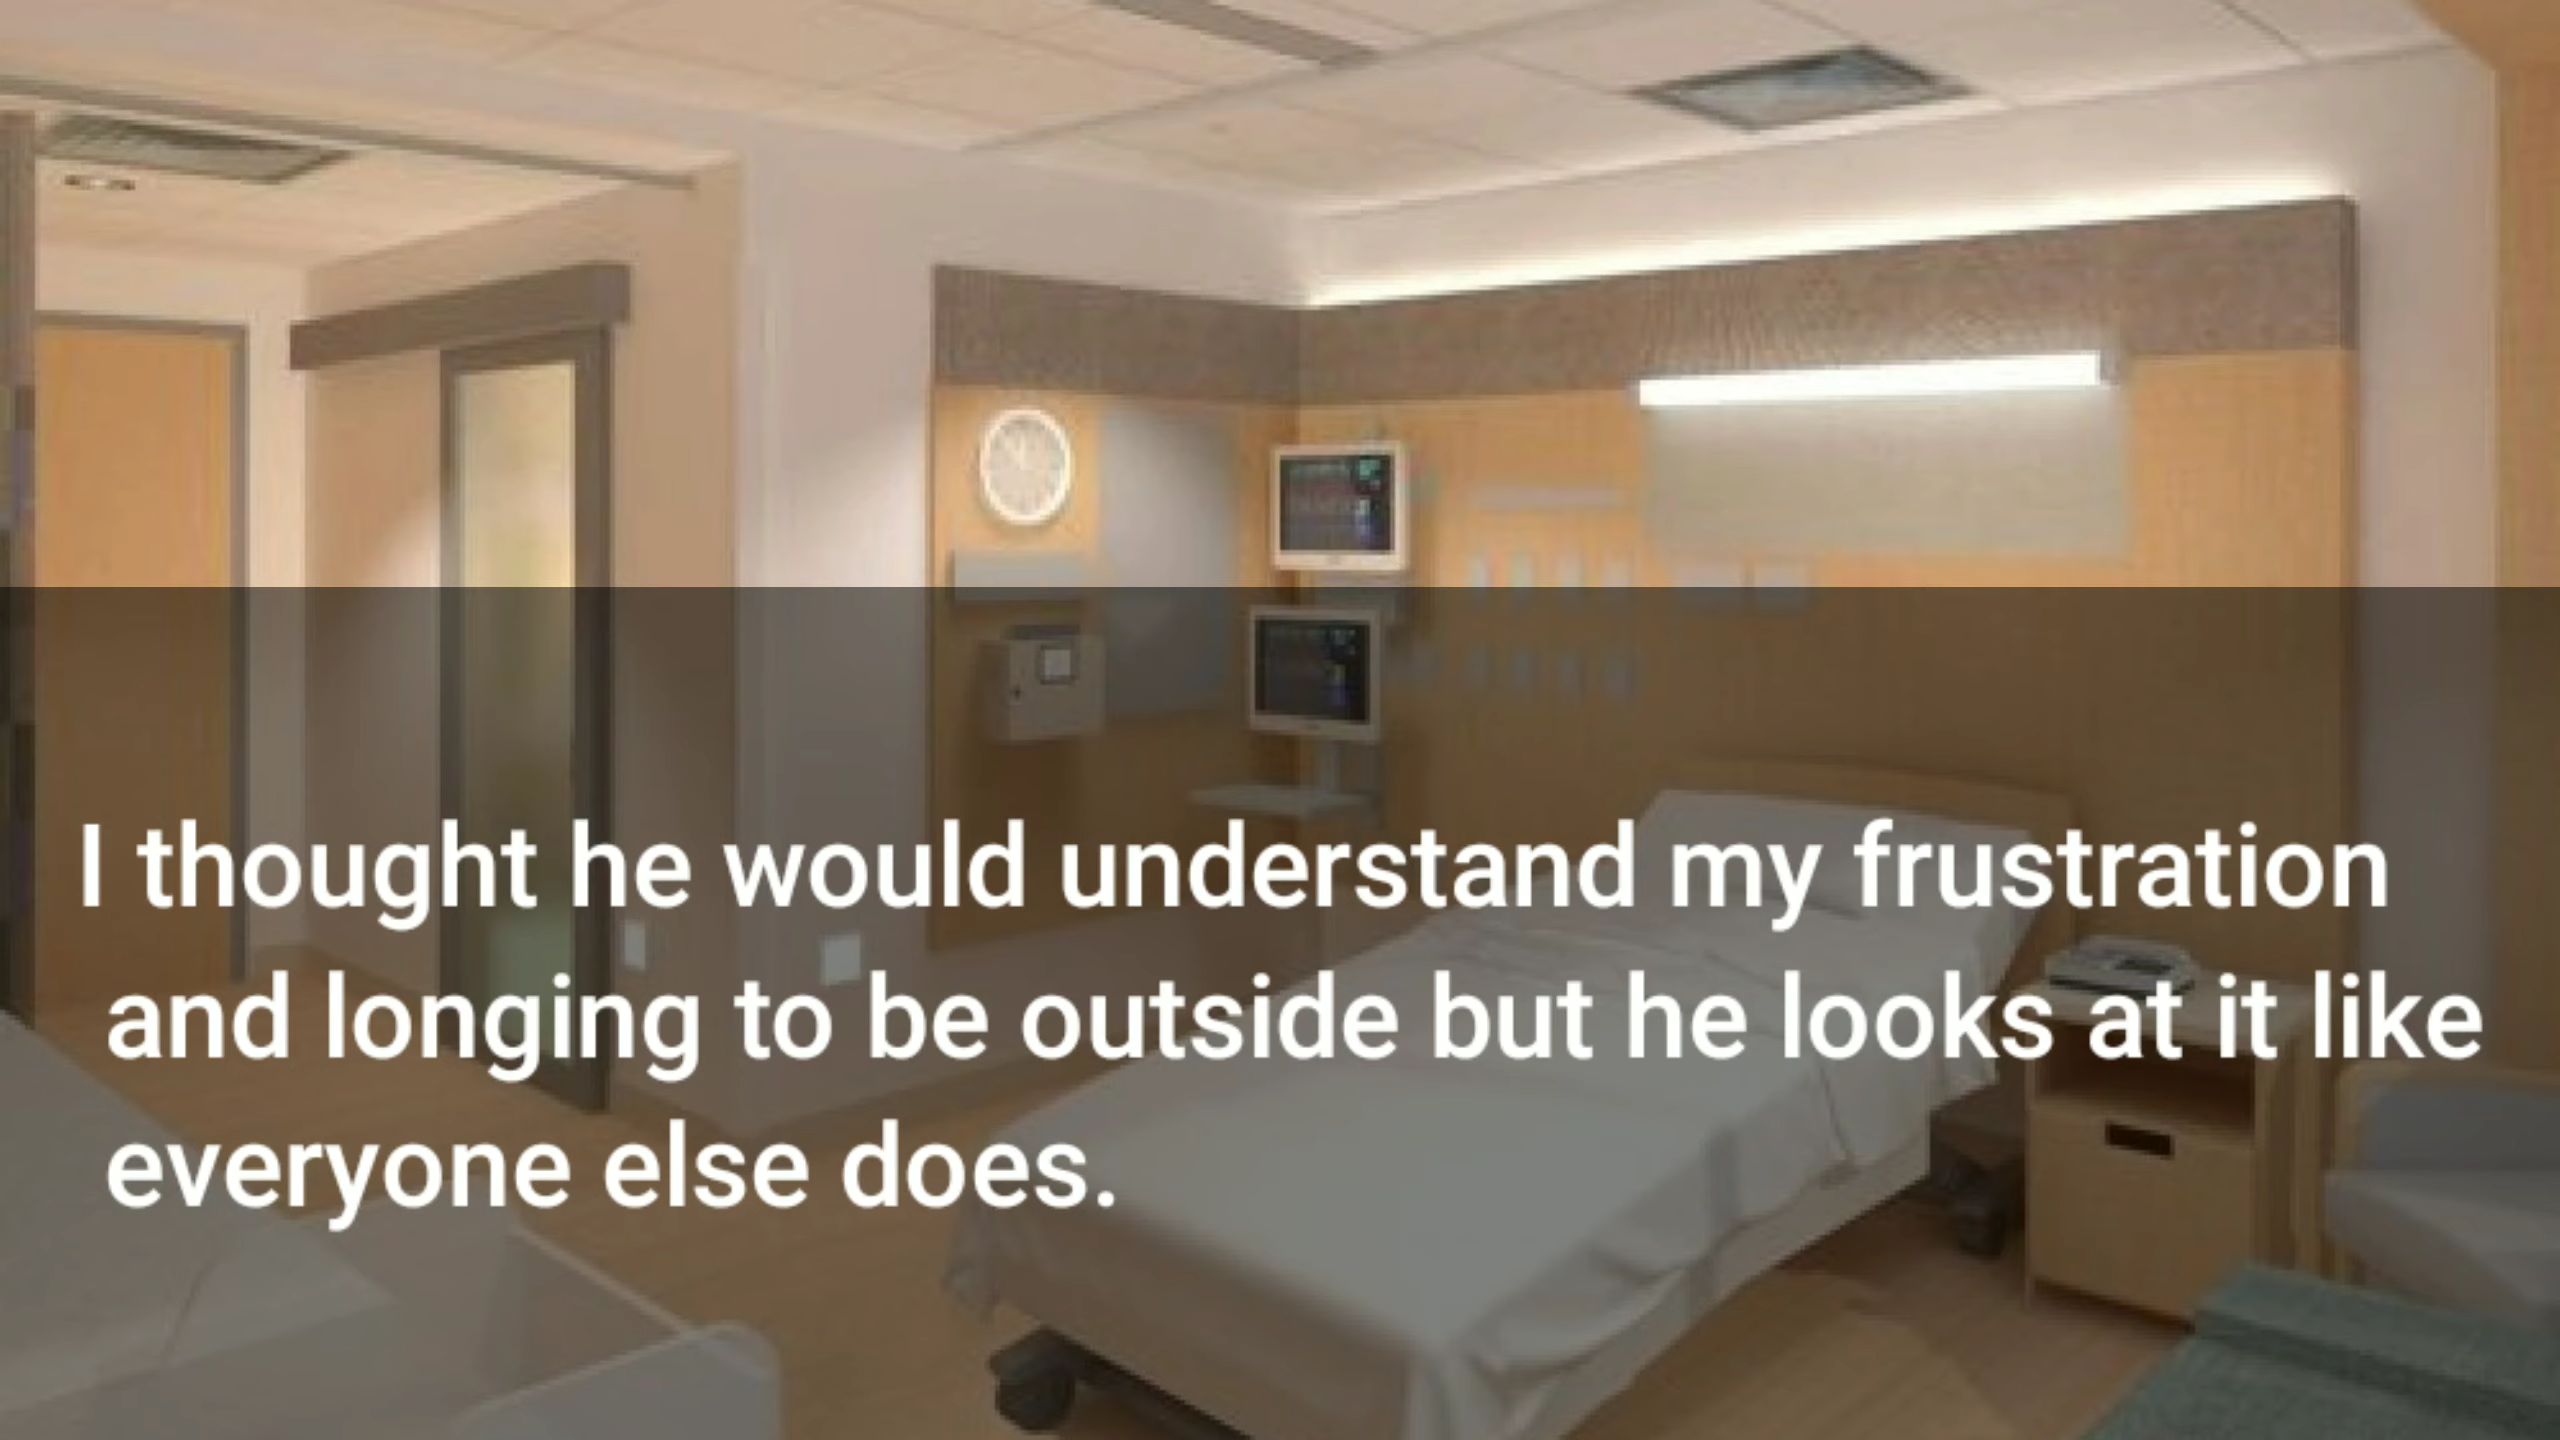 I thought he would understand my frustration
and longing to be outside but he looks at it like
everyone else does.